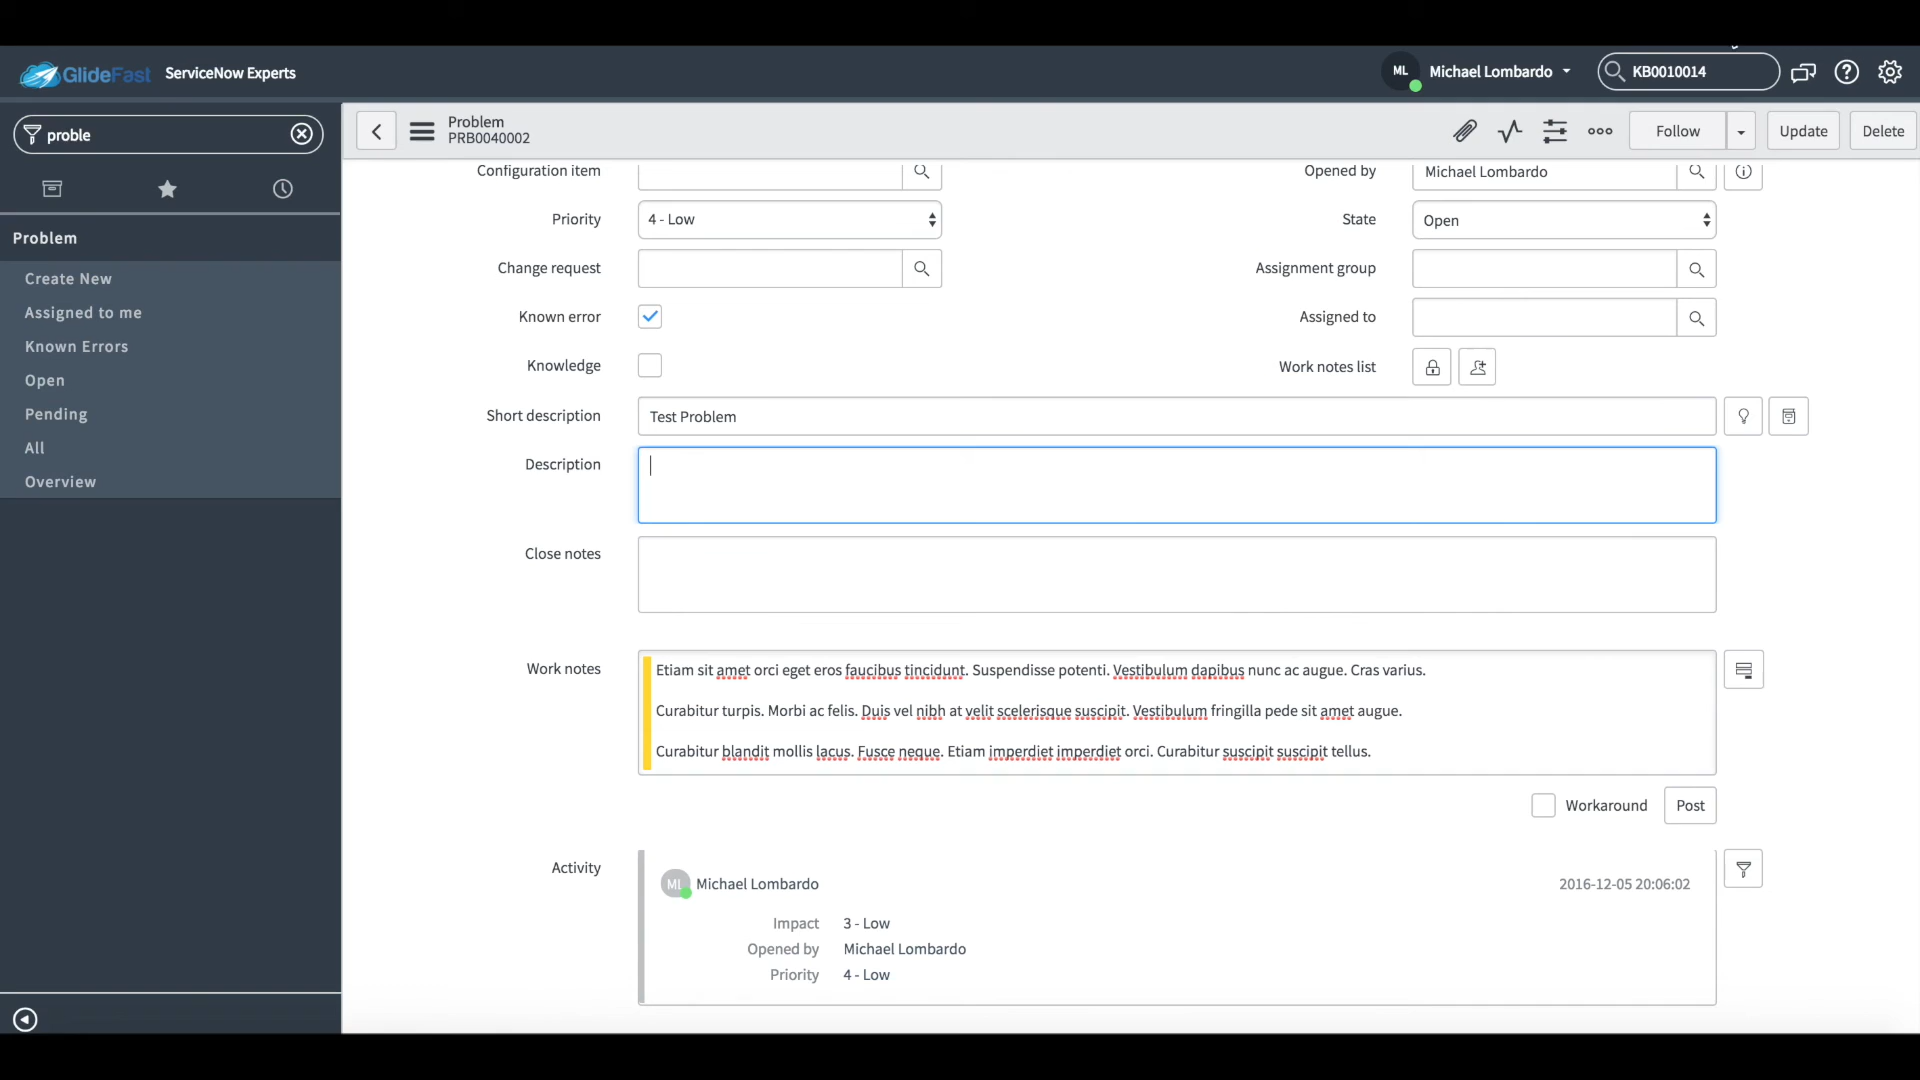 GlideFast ServiceNow Experts
ML Michael Lombardo
KB0010014
proble
Problem
PRB0040002
Follow
Update
Delete
Problem
Create New
Assigned to me
Known Errors
Open
Pending
All
Overview
Configuration item
Opened by Michael Lombardo
Priority 4 - Low
State Open
Change request
Assignment group
Known error
Assigned to
Knowledge
Work notes list
Short description Test Problem
Description
Close notes
Work notes
Etiam sit amet orci eget eros faucibus tincidunt. Suspendisse potenti. Vestibulum dapibus nunc ac augue. Cras varius.
Curabitur turpis. Morbi ac felis. Duis vel nibh at velit scelerisque suscipit. Vestibulum fringilla pede sit amet augue.
Curabitur blandit mollis lacus. Fusce neque. Etiam imperdiet imperdiet orci. Curabitur suscipit suscipit tellus.
Workaround Post
Activity
ML Michael Lombardo 2016-12-05 20:06:02
Impact 3 - Low
Opened by Michael Lombardo
Priority 4 - Low